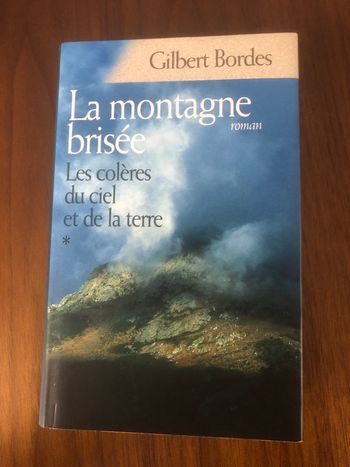 Gilbert Bordes
La montagne
roman
brisée
Les colères
du ciel
et de la terre
*